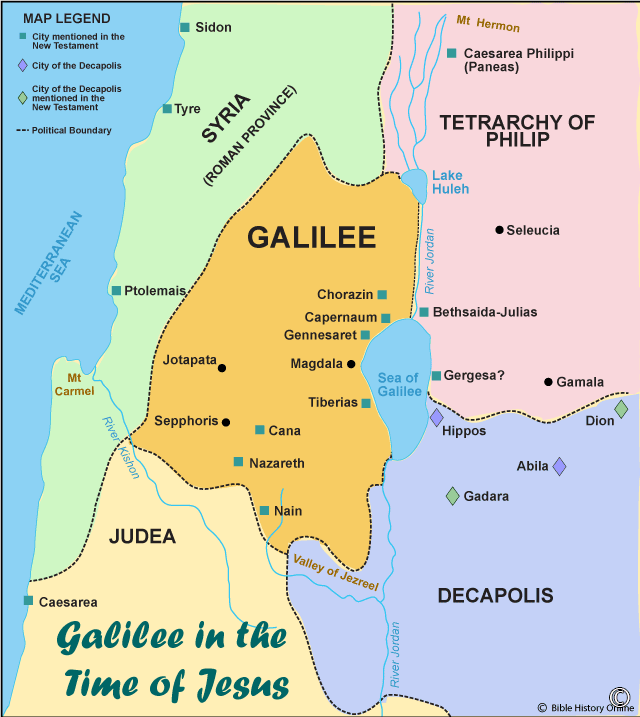 MAP LEGEND
City mentioned in the
New Testament
City of the Decapolis
City of the Decapolis
mentioned in the
New Testament
Political Boundary
Sidon
Mt Hermon
Caesarea Philippi
(Paneas)
Tyre
SYRIA
(ROMAN PROVINCE)
TETRARCHY OF
PHILIP
Lake
Huleh
MEDITERRANEAN
SEA
GALILEE
River Jordan
Seleucia
Ptolemais
Chorazin
Capernaum
Bethsaida-Julias
Gennesaret
Jotapata
Magdala
Sea of
Galilee
Gergesa?
Gamala
Mt
Carmel
Tiberias
Sepphoris
Cana
Hippos
Dion
River Kishon
Nazareth
Abila
Gadara
Nain
JUDEA
Valley of Jezreel
DECAPOLIS
Caesarea
Galilee in the
Time of Jesus
River Jordan
© Bible History Online
©